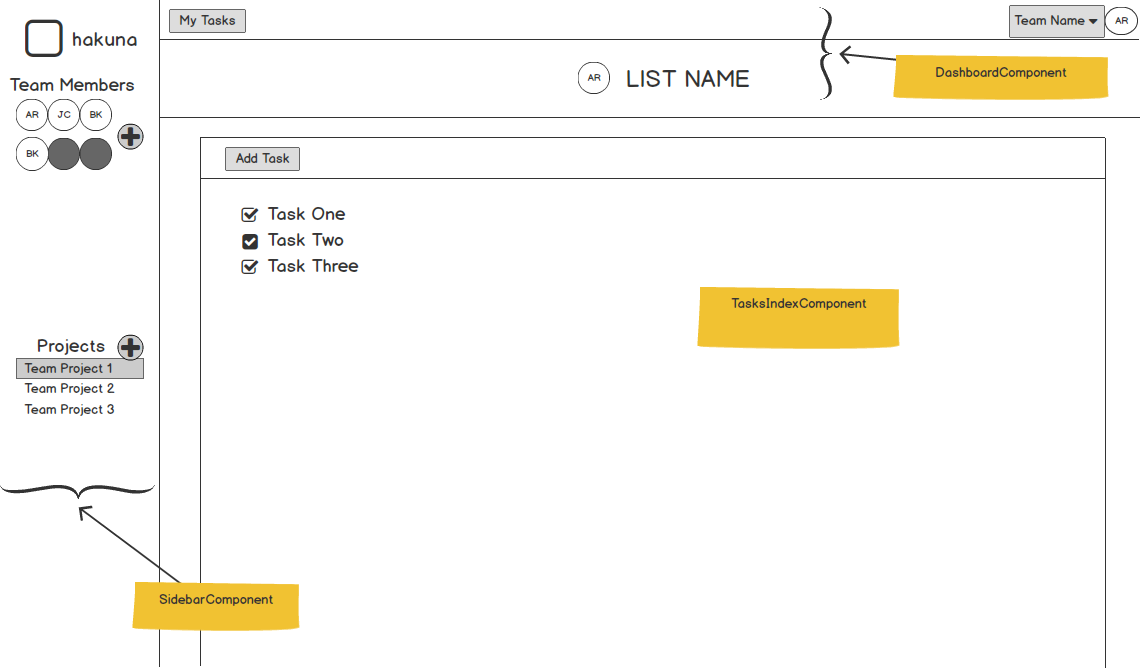 hakuna
Team Members
AR JC BK
BK
Projects
Team Project 1
Team Project 2
Team Project 3
SidebarComponent
My Tasks
Team Name
AR
AR
LIST NAME
DashboardComponent
Add Task
Task One
Task Two
Task Three
TasksIndexComponent